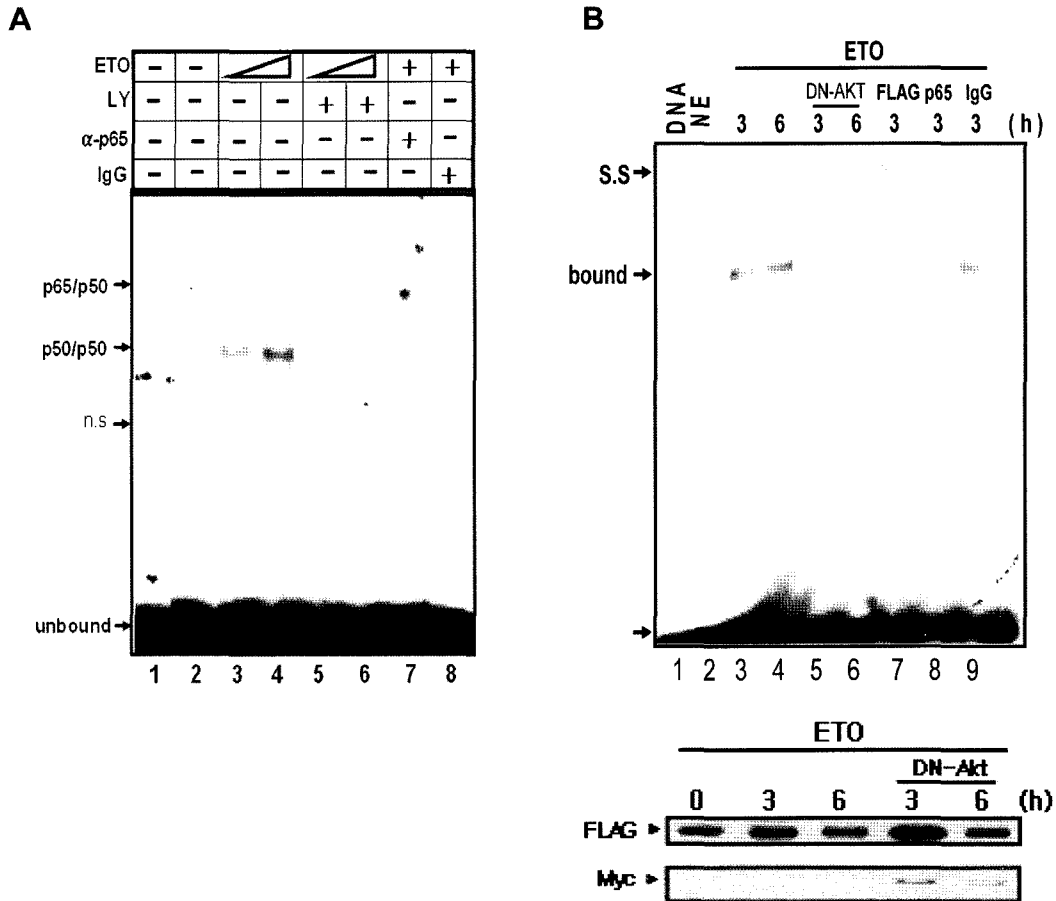 A
ETO - - + +
LY - - - - + + - -
α-p65 - - - - - - + -
IgG - - - - - - - +
p65/p50
p50/p50
n.s
unbound
1 2 3 4 5 6 7 8
B
ETO
DNA
NE
DN-AKT FLAG p65 IgG
3 6 3 6 3 3 3 (h)
S.S
bound
1 2 3 4 5 6 7 8 9
ETO
DN-Akt
0 3 6 3 6 (h)
FLAG
Myc